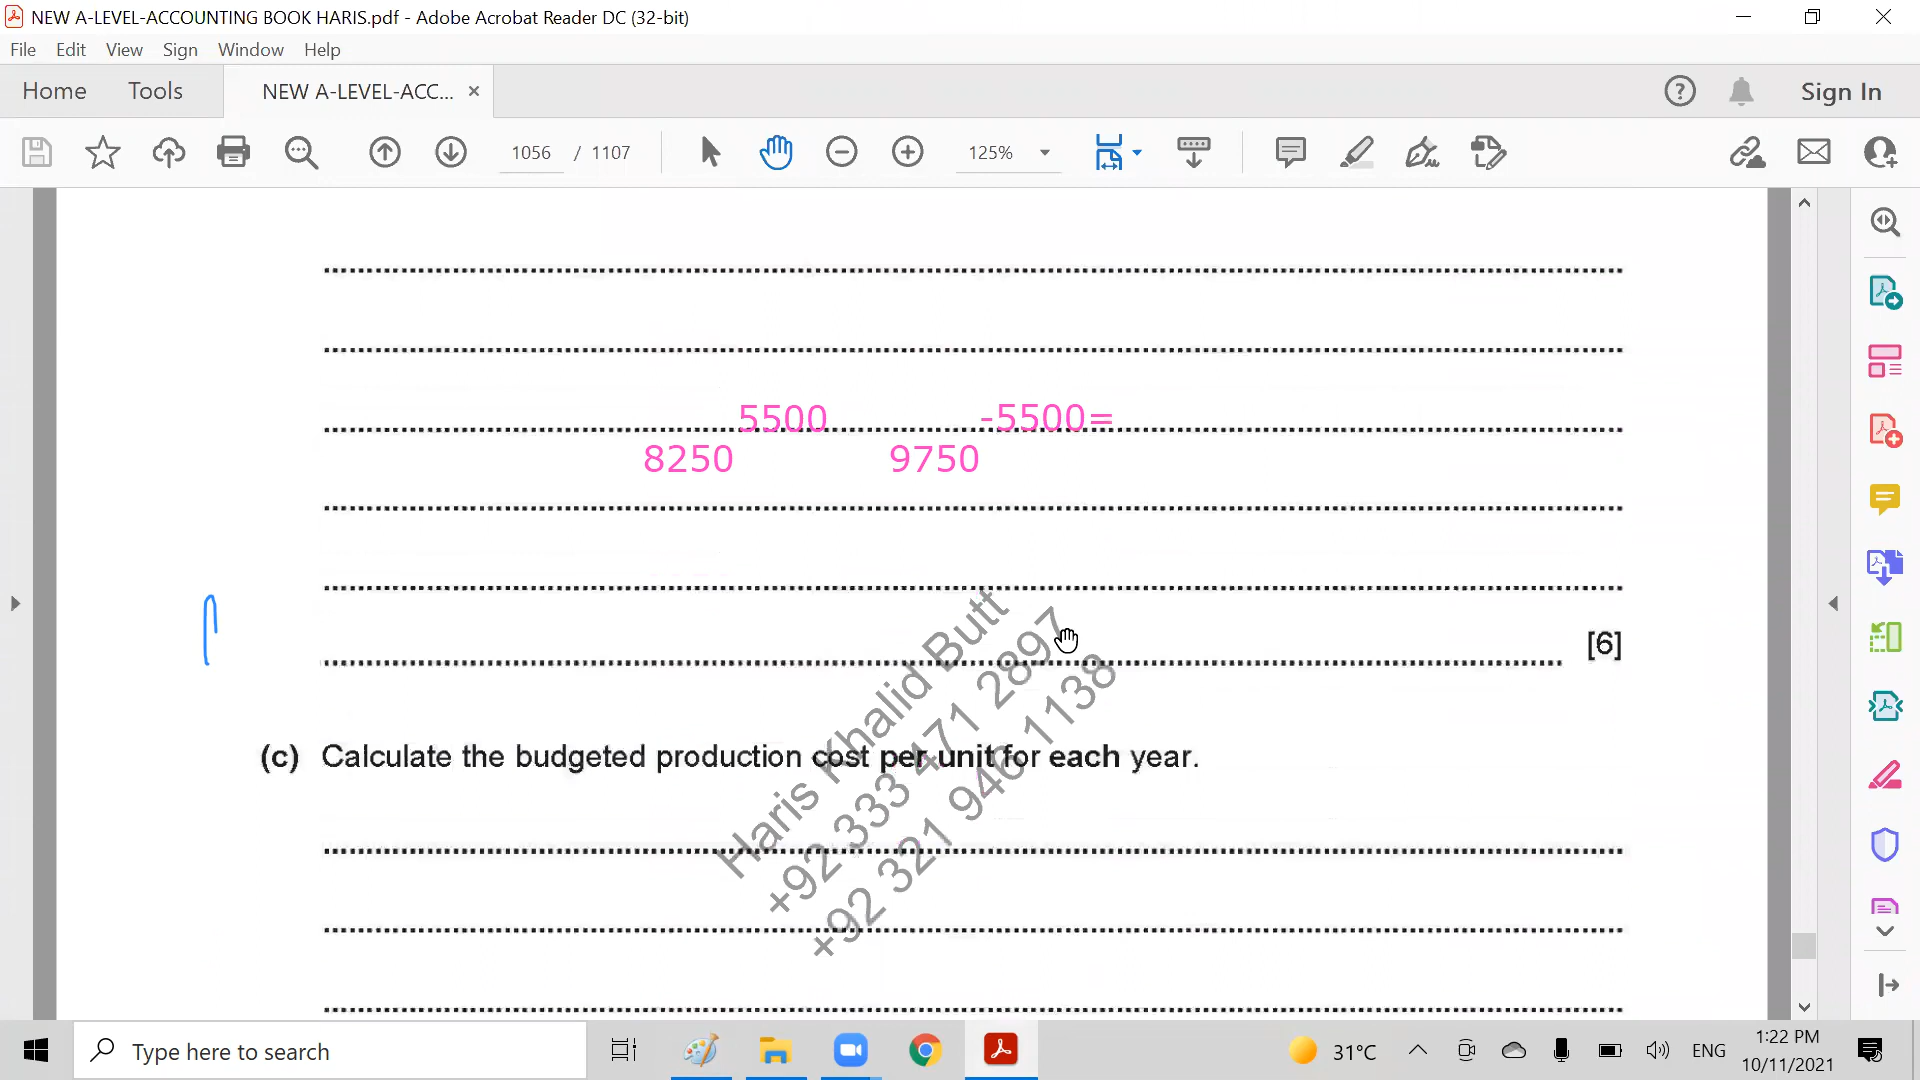 NEW A-LEVEL-ACCOUNTING BOOK HARIS.pdf - Adobe Acrobat Reader DC (32-bit)
File Edit View Sign Window Help
Home Tools NEW A-LEVEL-ACC... × Sign In
1056 / 1107 125%
5500 -5500=
8250 9750
[6]
(c) Calculate the budgeted production cost per unit for each year.
Haris Khalid Butt
+92 333 471 2897
+92 321 946 1138
Type here to search
31°C ENG 1:22 PM
10/11/2021